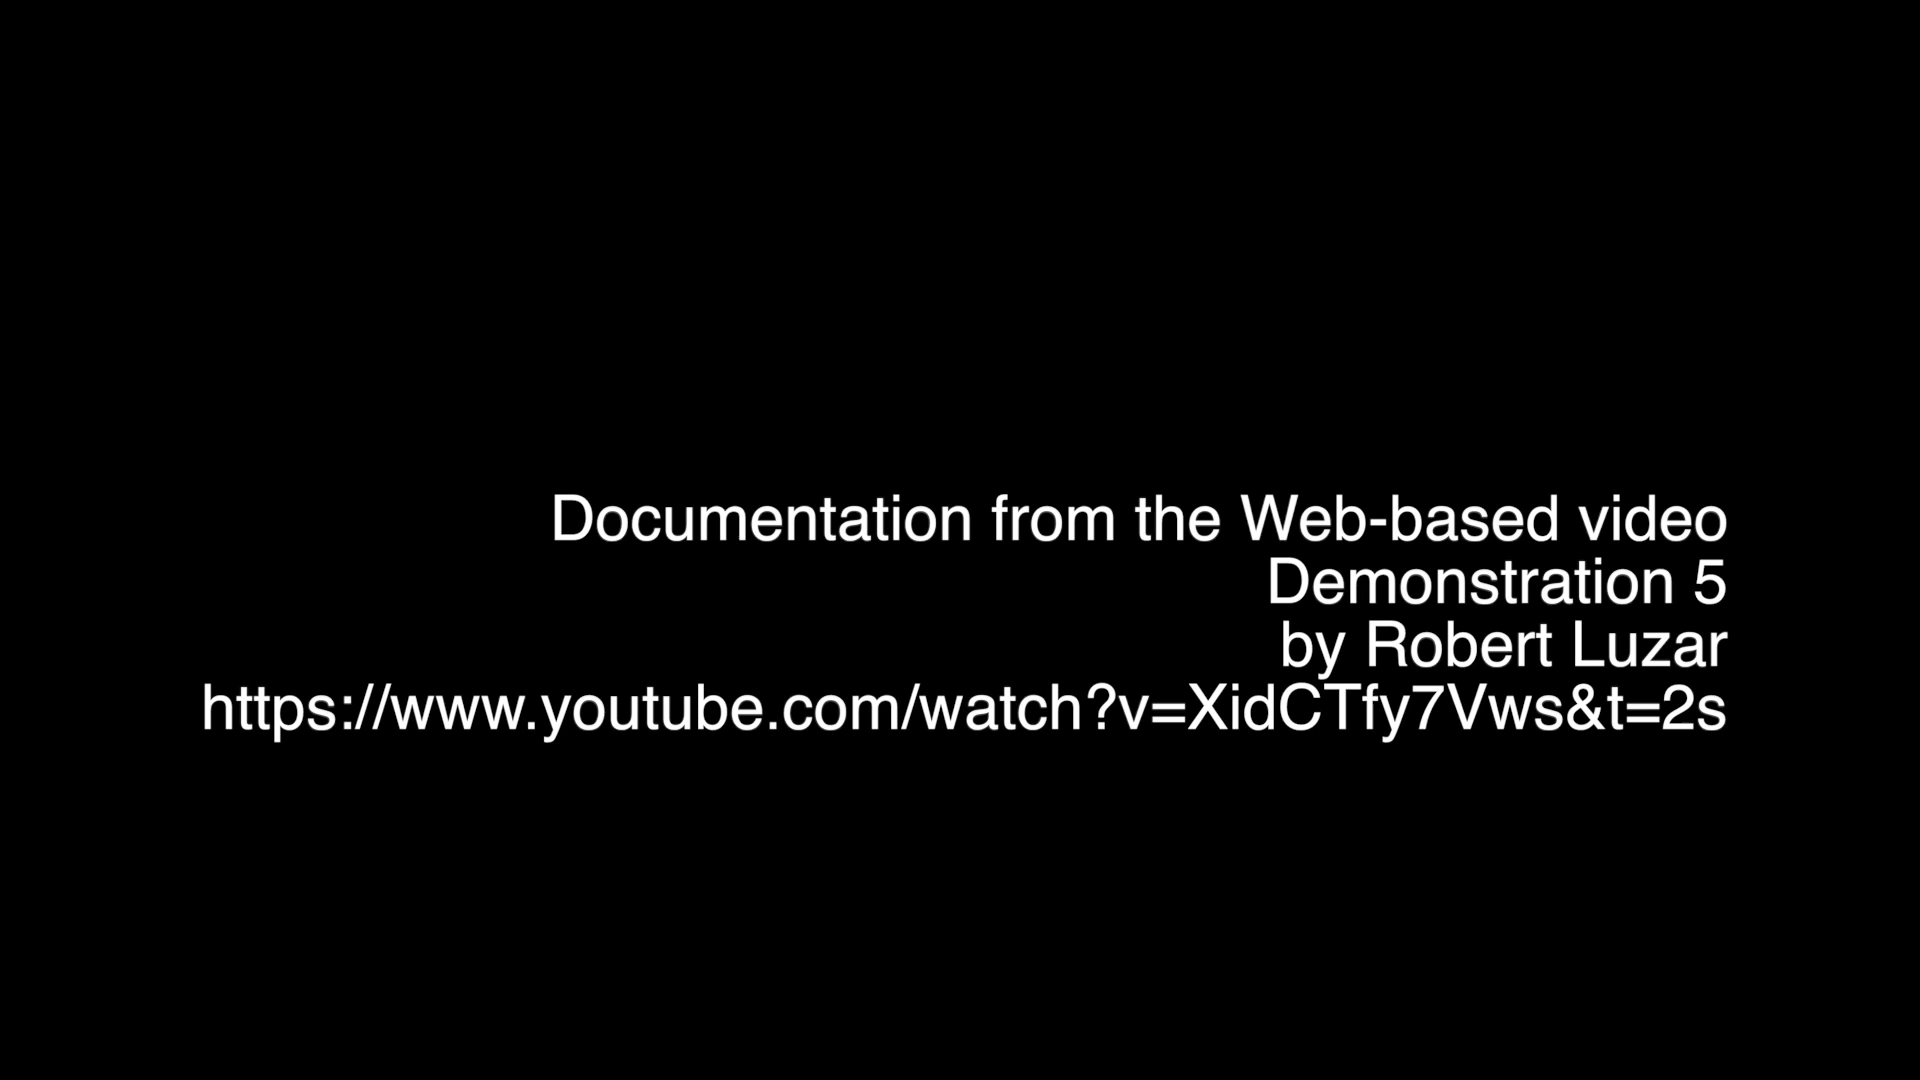 Documentation from the Web-based video
Demonstration 5
by Robert Luzar
https://www.youtube.com/watch?v=XidCTfy7Vws&t=2s